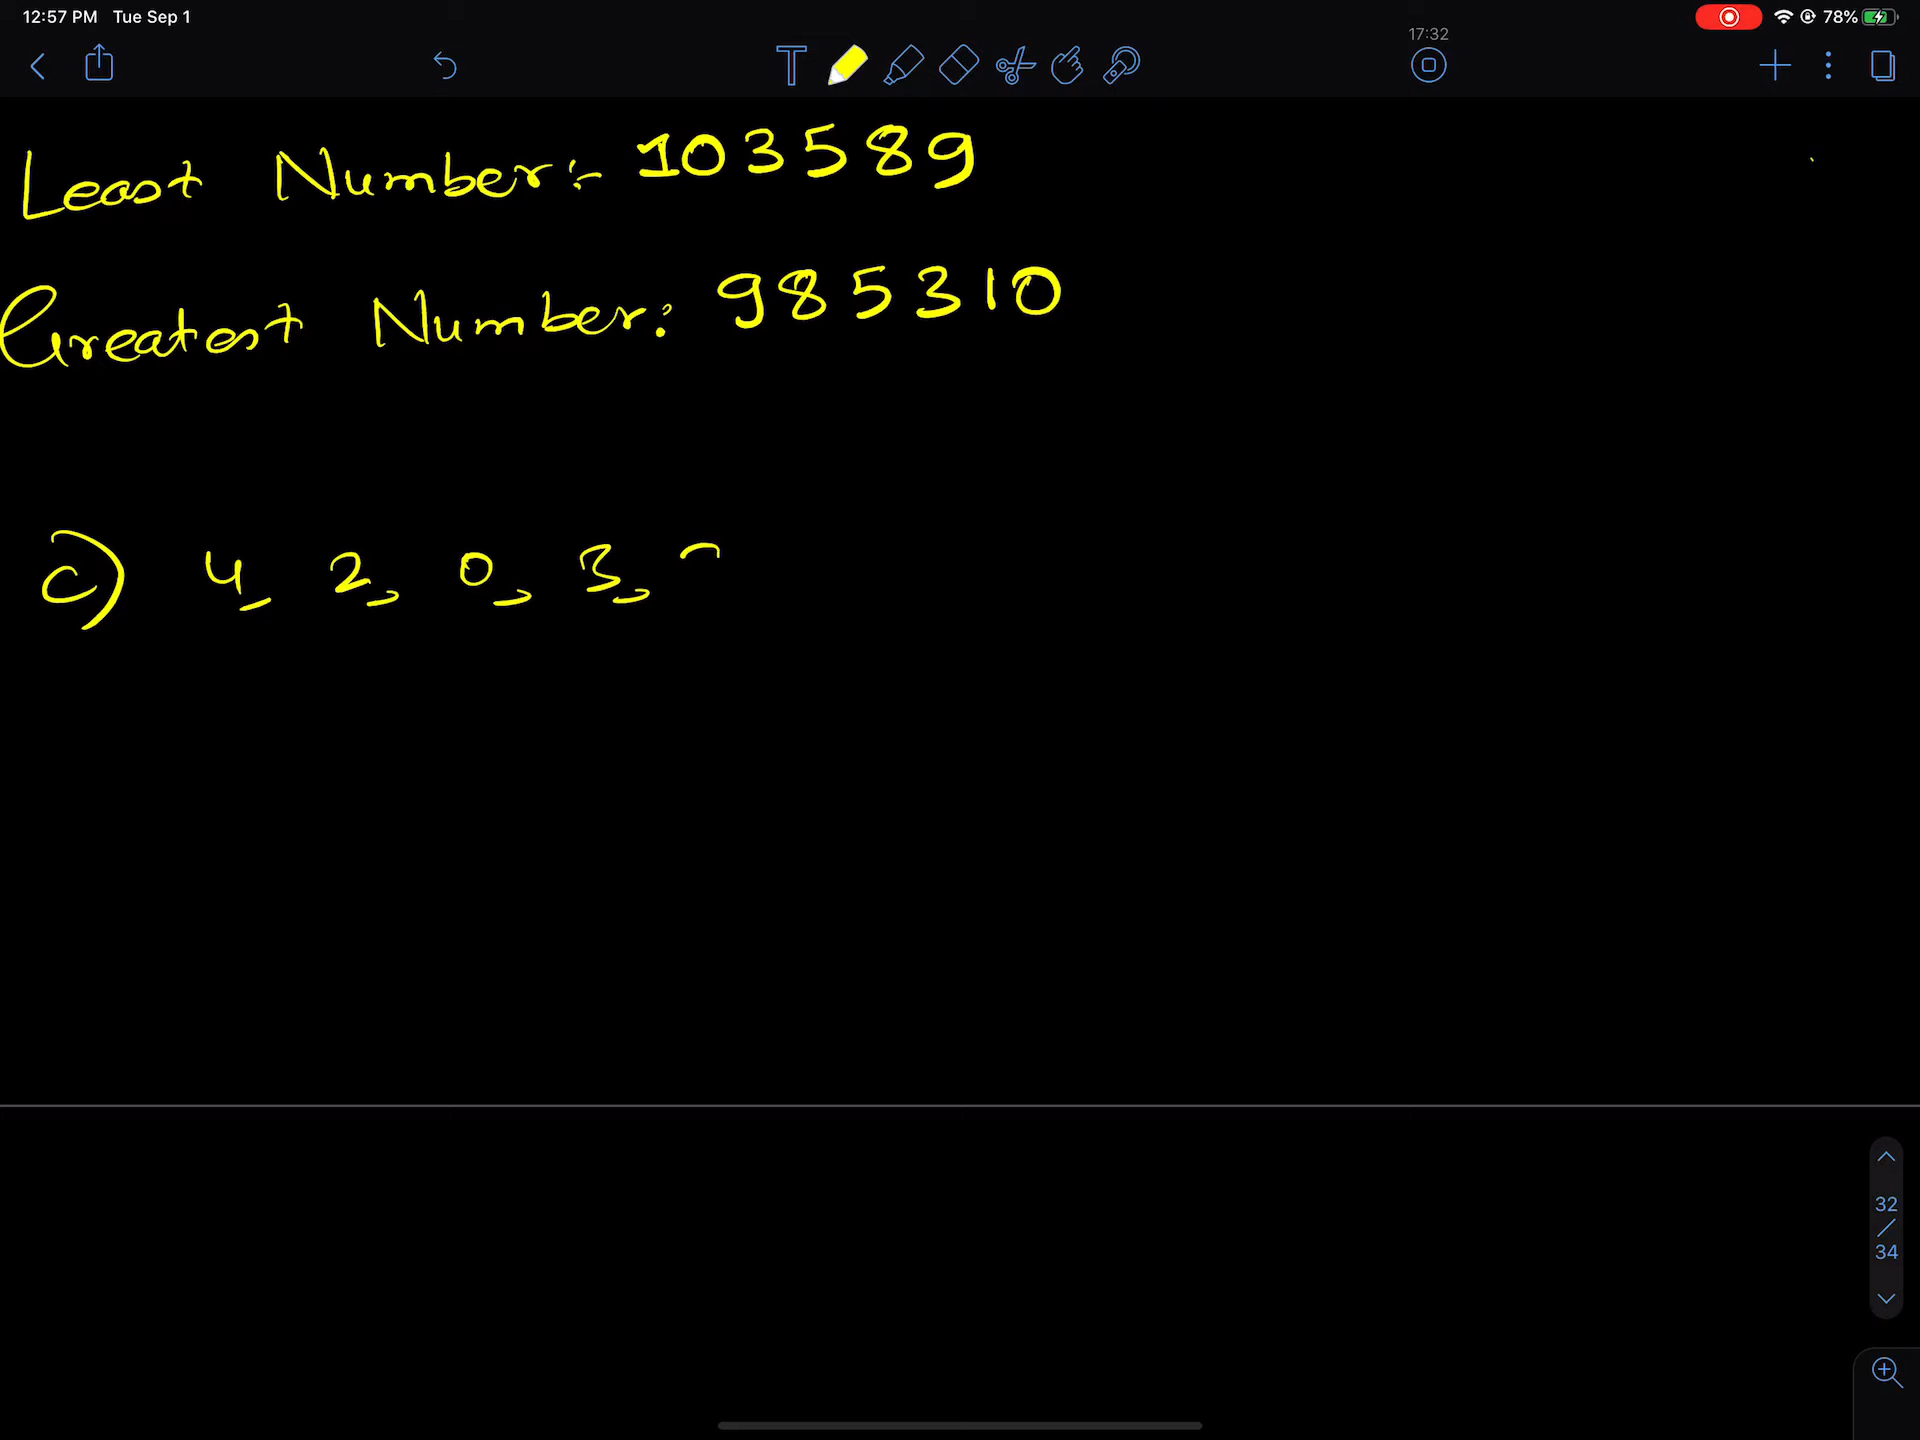 12:57 PM Tue Sep 1
78%
17:32
Least Number:- 103589
Greatest Number: 985310
c) 4, 2, 0, 3,
32
/
34